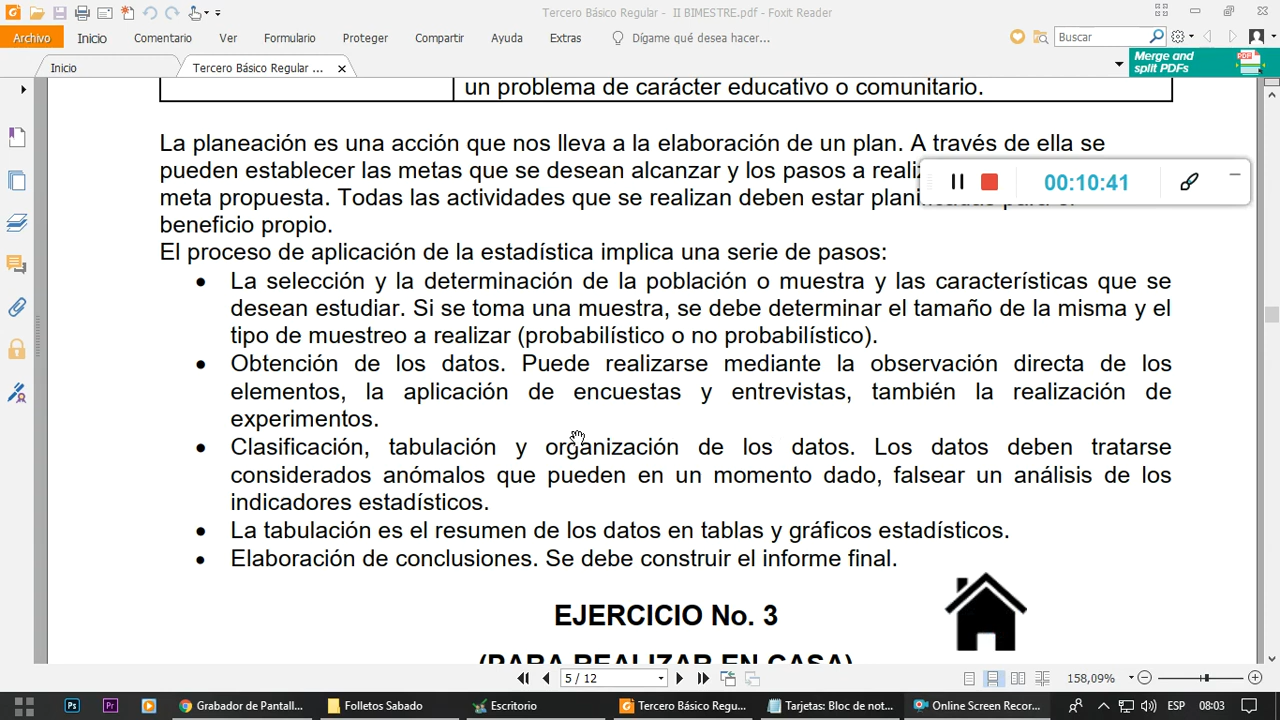 Tercero Básico Regular - II BIMESTRE.pdf - Foxit Reader
Archivo Inicio Comentario Ver Formulario Proteger Compartir Ayuda Extras Dígame qué desea hacer... Buscar
Inicio Tercero Básico Regular ... Merge and
split PDFs
un problema de carácter educativo o comunitario.
La planeación es una acción que nos lleva a la elaboración de un plan. A través de ella se
pueden establecer las metas que se desean alcanzar y los pasos a
meta propuesta. Todas las actividades que se realizan deben estar
beneficio propio.
00:10:41
El proceso de aplicación de la estadística implica una serie de pasos:
• La selección y la determinación de la población o muestra y las características que se
desean estudiar. Si se toma una muestra, se debe determinar el tamaño de la misma y el
tipo de muestreo a realizar (probabilístico o no probabilístico).
• Obtención de los datos. Puede realizarse mediante la observación directa de los
elementos, la aplicación de encuestas y entrevistas, también la realización de
experimentos.
• Clasificación, tabulación y organización de los datos. Los datos deben tratarse
considerados anómalos que pueden en un momento dado, falsear un análisis de los
indicadores estadísticos.
• La tabulación es el resumen de los datos en tablas y gráficos estadísticos.
• Elaboración de conclusiones. Se debe construir el informe final.
EJERCICIO No. 3
(PARA REALIZAR EN CASA)
5 / 12 158,09%
Ps Pr Grabador de Pantall... Folletos Sabado Escritorio Tercero Básico Regu... Tarjetas: Bloc de not... Online Screen Recor... ESP 08:03